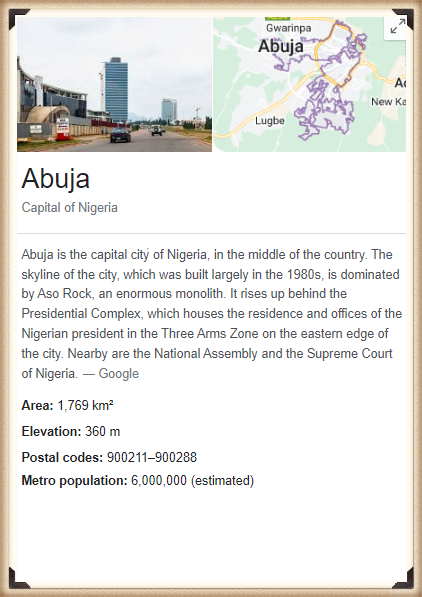 Gwarinpa
Abuja
Lugbe
New Ka
Abuja
Capital of Nigeria
Abuja is the capital city of Nigeria, in the middle of the country. The
skyline of the city, which was built largely in the 1980s, is dominated
by Aso Rock, an enormous monolith. It rises up behind the
Presidential Complex, which houses the residence and offices of the
Nigerian president in the Three Arms Zone on the eastern edge of
the city. Nearby are the National Assembly and the Supreme Court
of Nigeria. — Google
Area: 1,769 km²
Elevation: 360 m
Postal codes: 900211–900288
Metro population: 6,000,000 (estimated)